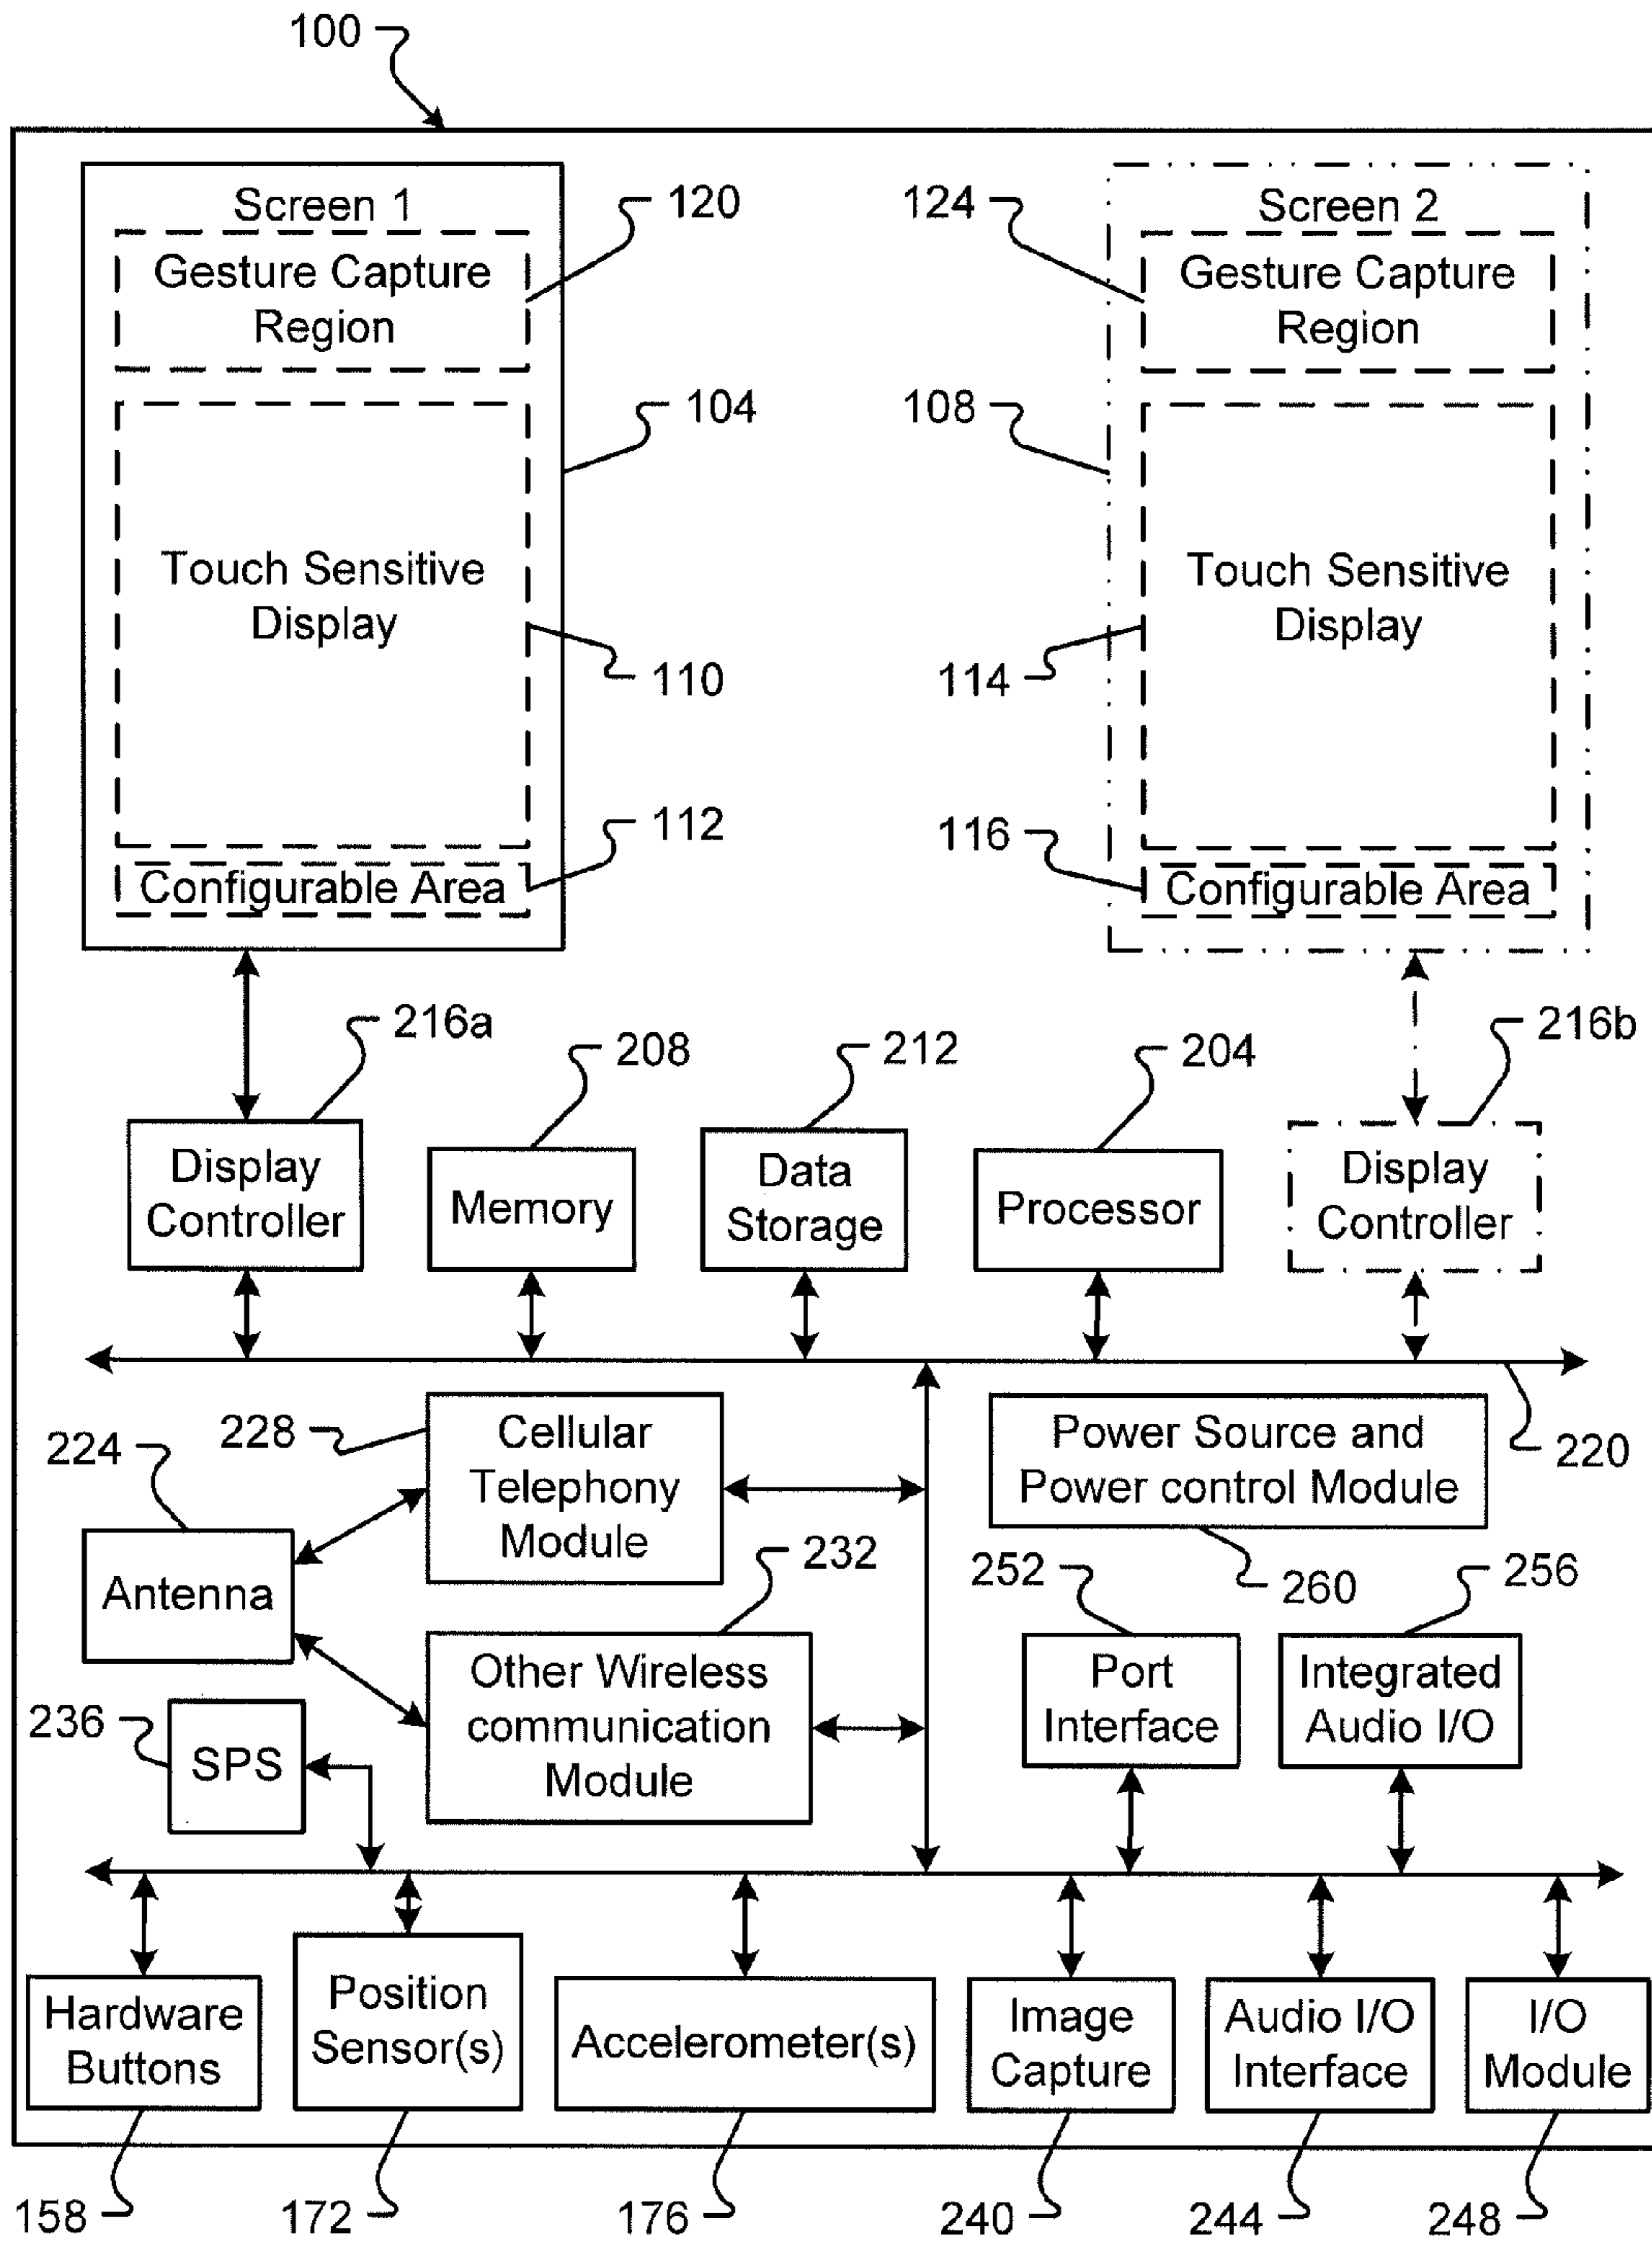 100
Screen 1
Gesture Capture
Region
120
Touch Sensitive
Display
104
110
Configurable Area
112
Screen 2
124
Gesture Capture
Region
108
Touch Sensitive
Display
114
116
Configurable Area
216a
208
212
204
216b
Display
Controller
Memory
Data
Storage
Processor
Display
Controller
220
224
228
Cellular
Telephony
Module
Power Source and
Power control Module
260
Antenna
232
Other Wireless
communication
Module
252
Port
Interface
256
Integrated
Audio I/O
236
SPS
Hardware
Buttons
Position
Sensor(s)
Accelerometer(s)
Image
Capture
Audio I/O
Interface
I/O
Module
158
172
176
240
244
248